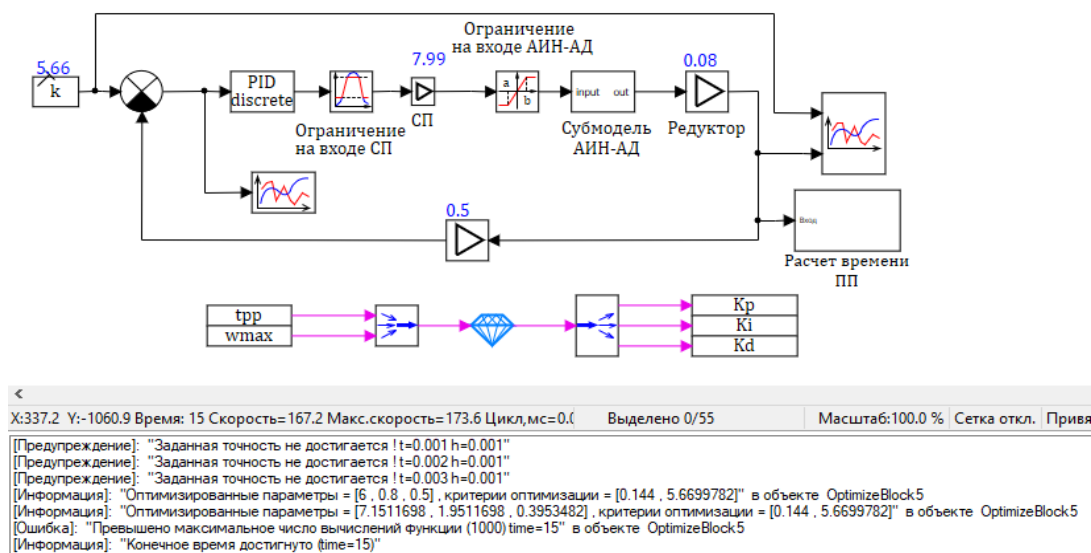 Ограничение
на входе АИН-АД
5.66
7.99
0.08
k
PID
discrete
a
b
input out
СП
Ограничение
на входе СП
Субмодель
АИН-АД
Редуктор
0.5
Вход
Расчет времени
ПП
tpp
wmax
Kp
Ki
Kd
<
X:337.2 Y:-1060.9 Время: 15 Скорость=167.2 Макс.скорость=173.6 Цикл,мс=0.0 Выделено 0/55 Масштаб:100.0 % Сетка откл. Привя
[Предупреждение]: "Заданная точность не достигается ! t=0.001 h=0.001"
[Предупреждение]: "Заданная точность не достигается ! t=0.002 h=0.001"
[Предупреждение]: "Заданная точность не достигается ! t=0.003 h=0.001"
[Информация]: "Оптимизированные параметры = [6 , 0.8 , 0.5] , критерии оптимизации = [0.144 , 5.6699782]" в объекте OptimizeBlock5
[Информация]: "Оптимизированные параметры = [7.1511698 , 1.9511698 , 0.3953482] , критерии оптимизации = [0.144 , 5.6699782]" в объекте OptimizeBlock5
[Ошибка]: "Превышено максимальное число вычислений функции (1000) time=15" в объекте OptimizeBlock5
[Информация]: "Конечное время достигнуто (time=15)"